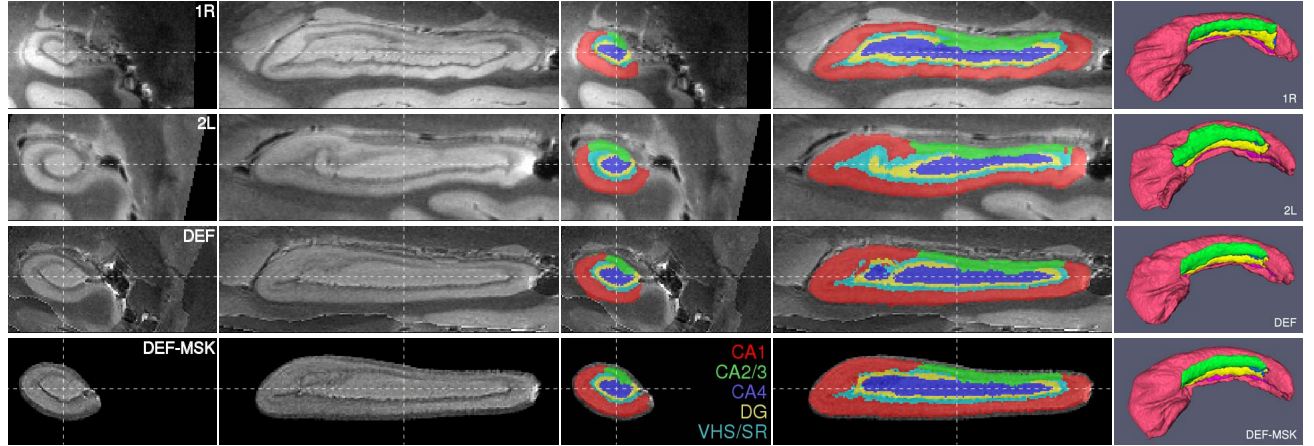 1R
1R
2L
2L
DEF
DEF
DEF-MSK
CA1
CA2/3
CA4
DG
VHS/SR
DEF-MSK